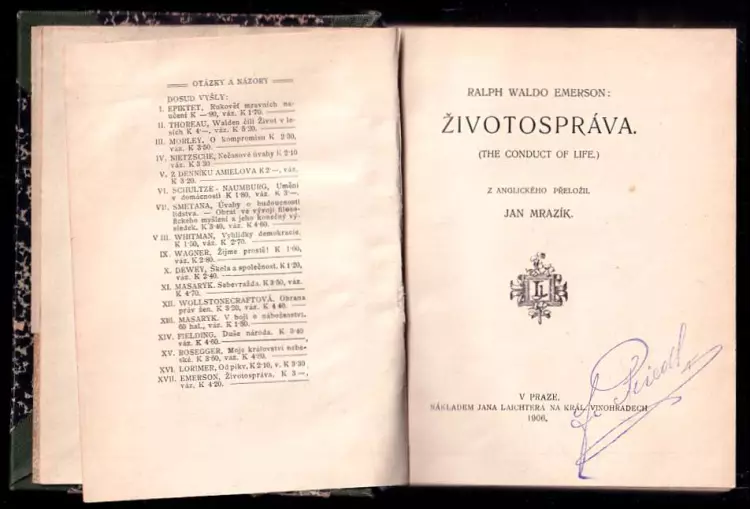 OTÁZKY A NÁZORY
DOSUD VYŠLY:
I. EPIKTET, Rukověť mravních na-
učení K —·90, váz. K 1·70.
II. THOREAU, Walden čili Život v le-
sích K 4·—, váz. K 5·20.
III. MORLEY, O kompromisu K 2·30,
váz. K 3·50.
IV. NIETZSCHE, Nečasové úvahy K 2·10
váz. K 3·30
V. Z DENNÍKU AMIELOVA K 2·—, váz.
K 3·20.
VI. SCHULTZE - NAUMBURG, Umění
v domácnosti K 1·80, váz. K 3·—.
VII. SMETANA, Úvahy o budoucnosti
lidstva. — Obrat ve vývoji filoso-
fického myšlení a jeho konečný vý-
sledek. K 3·40, váz. K 4·60.
VIII. WHITMAN, Vyhlídky demokracie.
K 1·50, váz. K 2·70.
IX. WAGNER, Žijme prostě! K 1·60,
váz. K 2·80.
X. DEWEY, Škola a společnost. K 1·20,
váz. K 2·40.
XI. MASARYK. Sebevražda. K 3·50, váz.
K 4·70.
XII. WOLLSTONECRAFTOVÁ, Obrana
práv žen. K 3·20, váz. K 4·40.
XIII. MASARYK. V boji o náboženství.
60 hal., váz. K 1·80.
XIV. FIELDING, Duše národa. K 3·40
váz. K 4·60.
XV. ROSEGGER, Moje království nebe-
ské. K 3·60, váz. K 4·80.
XVI. LORIMER, Od píky, K 2·10, v. K 3·30
XVII. EMERSON, Životospráva, K 3·—,
váz. K 4·20.
RALPH WALDO EMERSON:
ŽIVOTOSPRÁVA.
(THE CONDUCT OF LIFE.)
Z ANGLICKÉHO PŘELOŽIL
JAN MRAZÍK.
V PRAZE.
NÁKLADEM JANA LAICHTERA NA KRÁL. VINOHRADECH
1906.